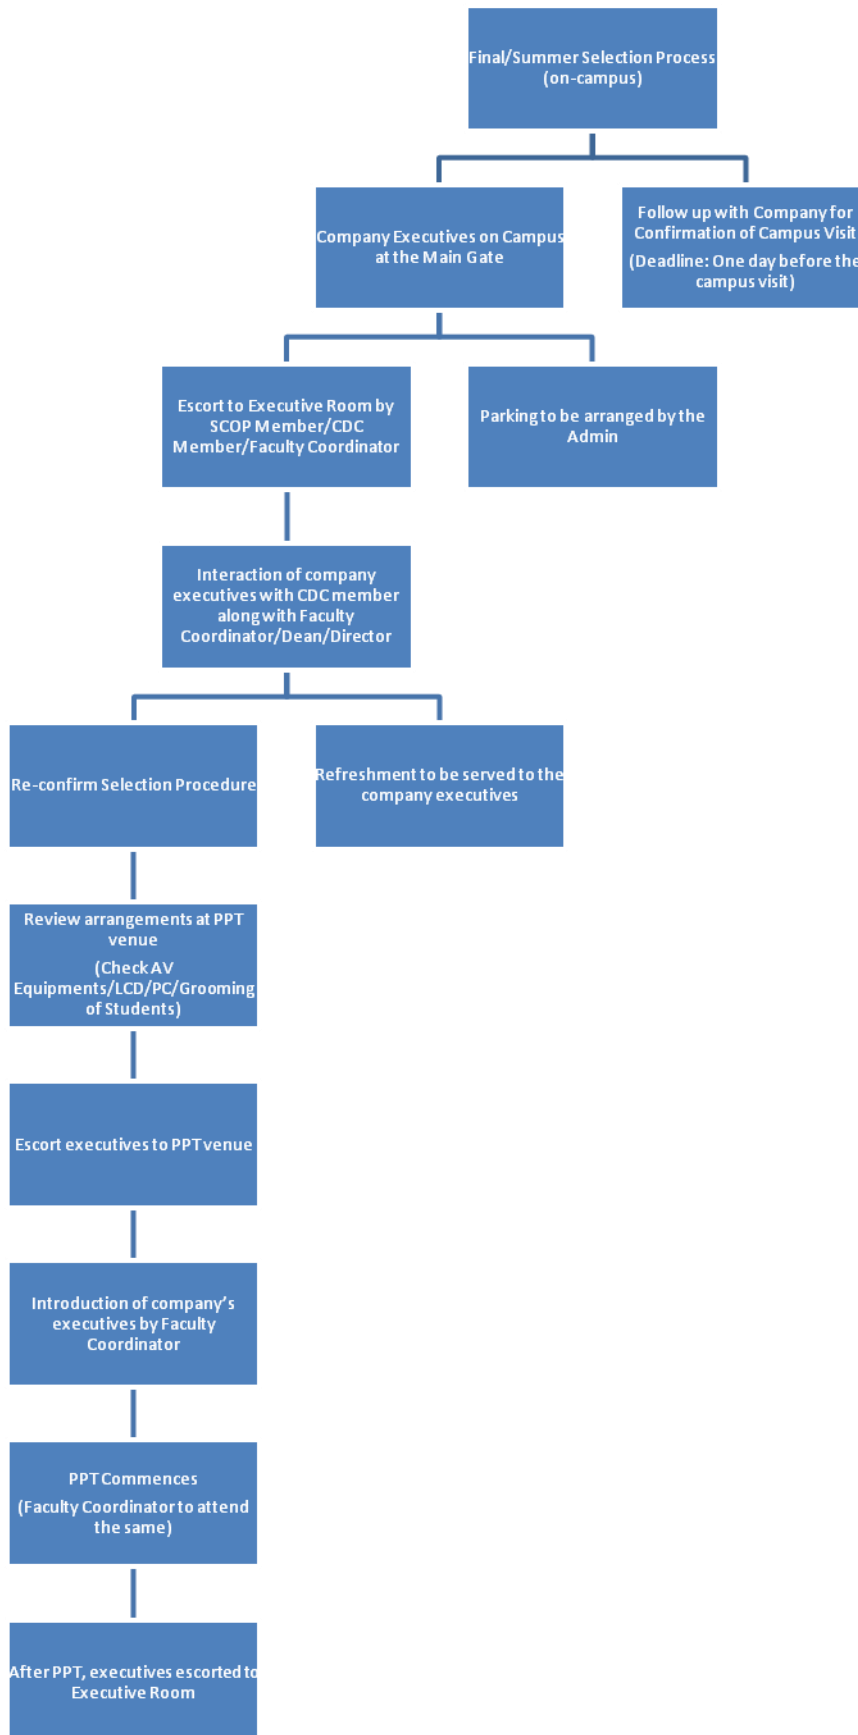 Final/Summer Selection Process
(on-campus)
Company Executives on Campus
at the Main Gate
Follow up with Company for
Confirmation of Campus Visit
(Deadline: One day before the
campus visit)
Escort to Executive Room by
SCOP Member/CDC
Member/Faculty Coordinator
Parking to be arranged by the
Admin
Interaction of company
executives with CDC member
along with Faculty
Coordinator/Dean/Director
Re-confirm Selection Procedure
Refreshment to be served to the
company executives
Review arrangements at PPT
venue
(Check AV
Equipments/LCD/PC/Grooming
of Students)
Escort executives to PPT venue
Introduction of company's
executives by Faculty
Coordinator
PPT Commences
(Faculty Coordinator to attend
the same)
After PPT, executives escorted to
Executive Room